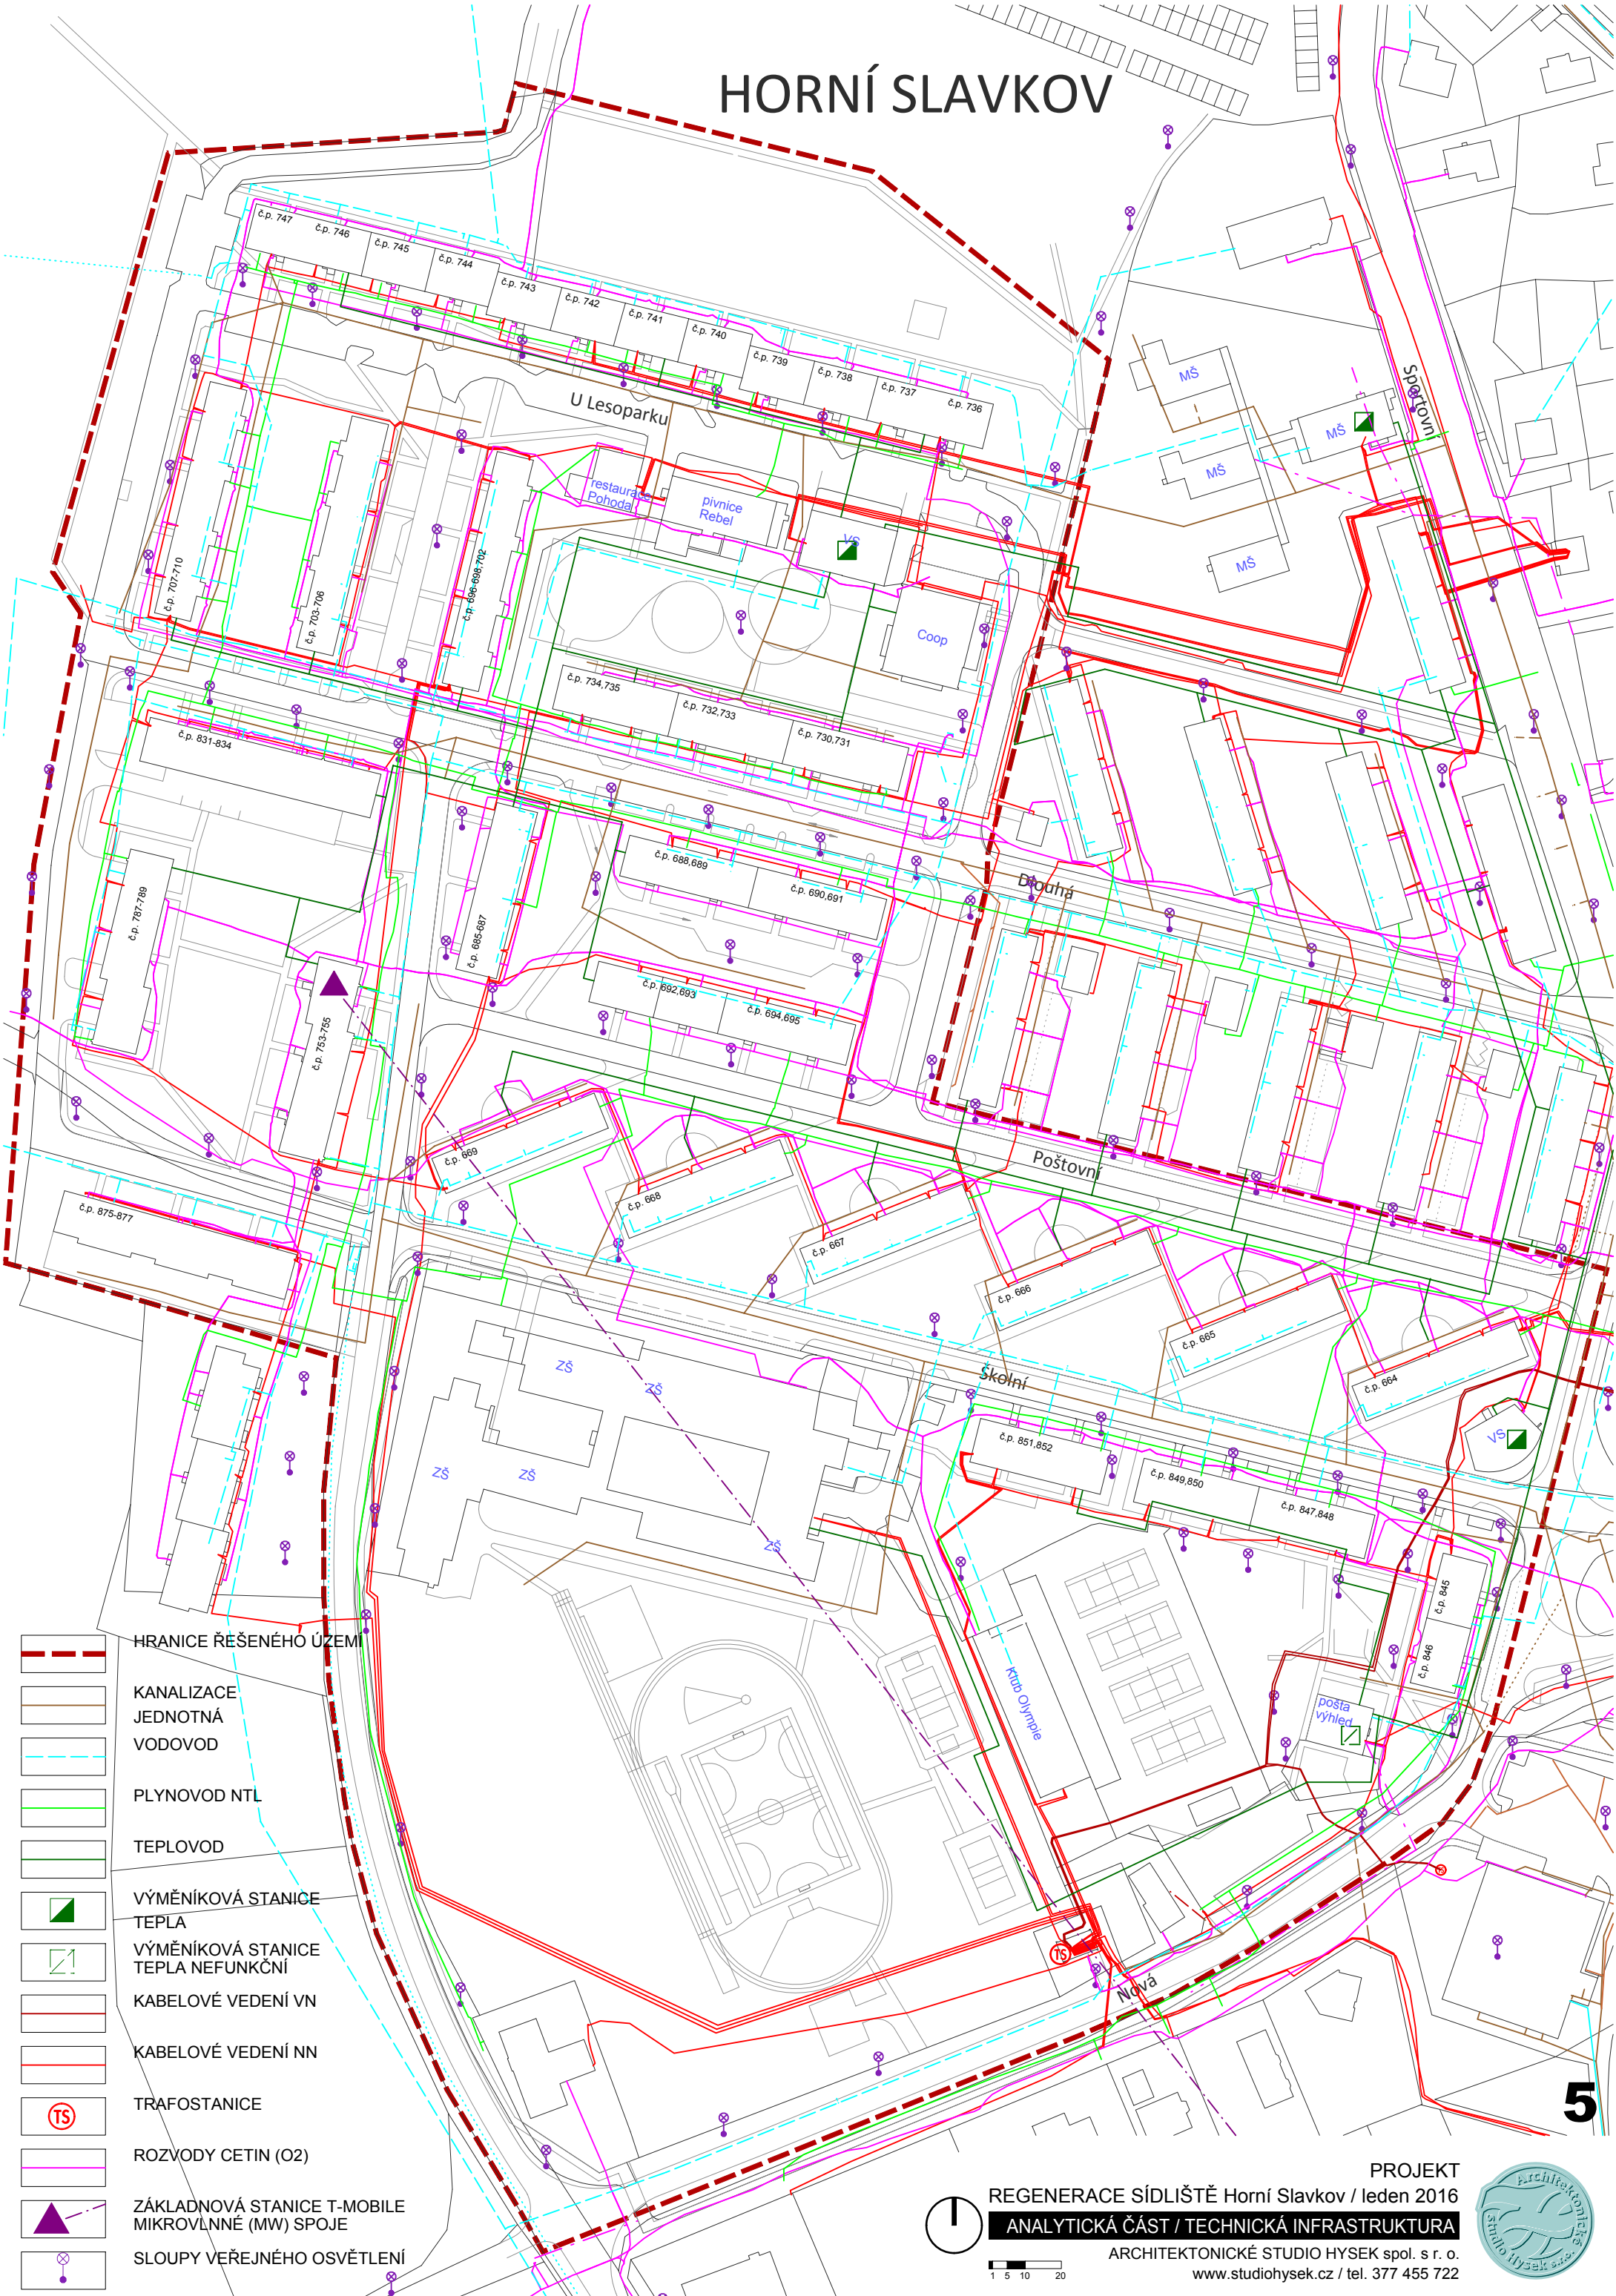 HORNÍ SLAVKOV
č.p. 747
č.p. 746
č.p. 745
č.p. 744
č.p. 743
č.p. 742
č.p. 741
č.p. 740
č.p. 739
č.p. 738
č.p. 737
č.p. 736
U Lesoparku
Sportovní
MŠ
MŠ
MŠ
MŠ
restaurace
Pohoda
pivnice
Rebel
VS
Coop
č.p. 707-710
č.p. 703-706
č.p. 696-698,702
č.p. 734,735
č.p. 732,733
č.p. 730,731
č.p. 831-834
č.p. 787-789
č.p. 685-687
č.p. 688,689
č.p. 690,691
Dlouhá
č.p. 692,693
č.p. 694,695
č.p. 753-755
č.p. 669
č.p. 668
č.p. 667
č.p. 666
č.p. 665
č.p. 664
Poštovní
č.p. 875-877
Školní
ZŠ
ZŠ
ZŠ
ZŠ
ZŠ
VS
č.p. 851,852
č.p. 849,850
č.p. 847,848
č.p. 845
č.p. 846
Klub Olympie
pošta
výhled
TS
Nová
HRANICE ŘEŠENÉHO ÚZEMÍ
KANALIZACE
JEDNOTNÁ
VODOVOD
PLYNOVOD NTL
TEPLOVOD
VÝMĚNÍKOVÁ STANICE
TEPLA
VÝMĚNÍKOVÁ STANICE
TEPLA NEFUNKČNÍ
KABELOVÉ VEDENÍ VN
KABELOVÉ VEDENÍ NN
TS
TRAFOSTANICE
ROZVODY CETIN (O2)
ZÁKLADNOVÁ STANICE T-MOBILE
MIKROVLNNÉ (MW) SPOJE
SLOUPY VEŘEJNÉHO OSVĚTLENÍ
5
PROJEKT
REGENERACE SÍDLIŠTĚ Horní Slavkov / leden 2016
ANALYTICKÁ ČÁST / TECHNICKÁ INFRASTRUKTURA
ARCHITEKTONICKÉ STUDIO HYSEK spol. s r. o.
www.studiohysek.cz / tel. 377 455 722
1 5 10 20
Architektonické
studio Hysek s.r.o.